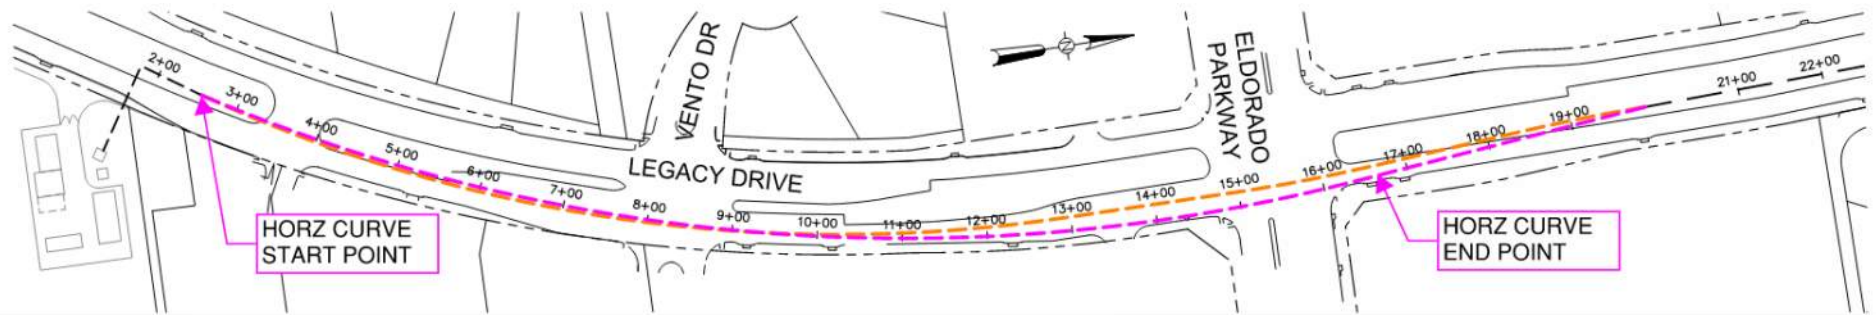 2+00
3+00
4+00
5+00
6+00
7+00
8+00
9+00
10+00
11+00
12+00
13+00
14+00
15+00
16+00
17+00
18+00
19+00
21+00
22+00
VENTO DR
LEGACY DRIVE
N
ELDORADO
PARKWAY
HORZ CURVE
START POINT
HORZ CURVE
END POINT